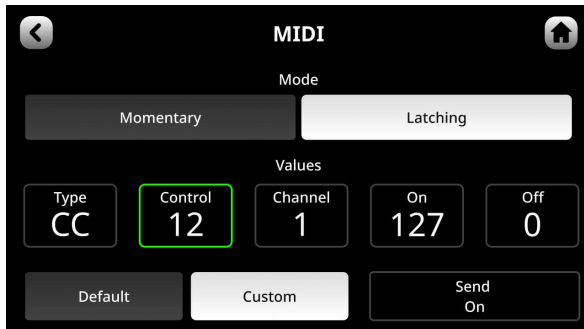 MIDI
Mode
Momentary
Latching
Values
Type
CC
Control
12
Channel
1
On
127
Off
0
Default
Custom
Send
On